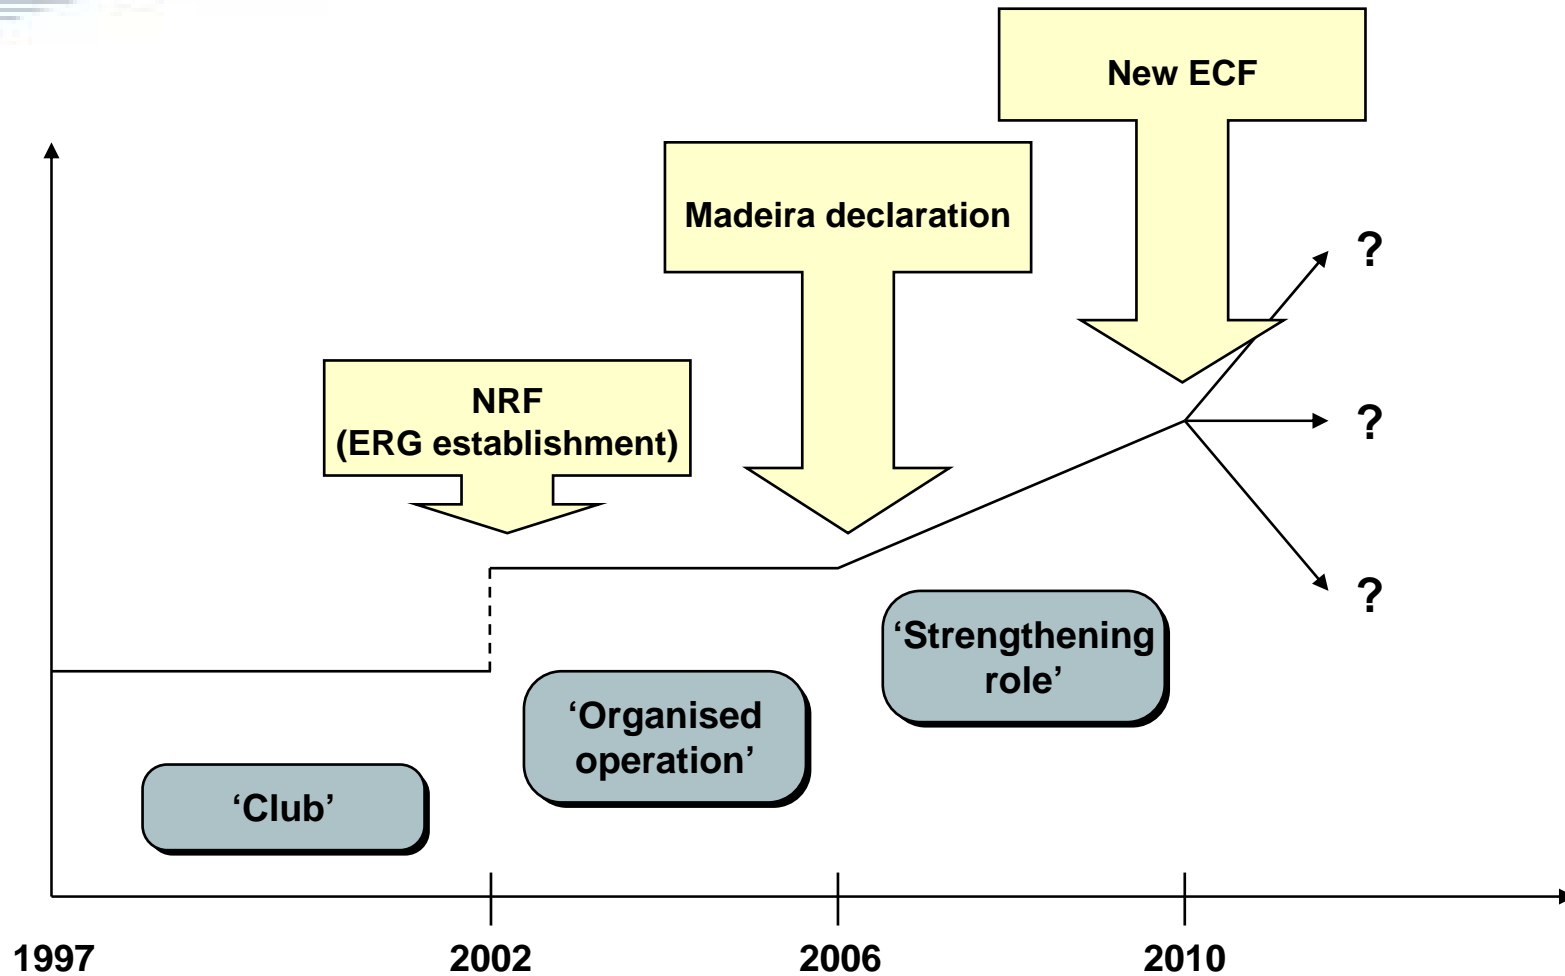 New ECF
Madeira declaration
?
NRF
(ERG establishment)
?
?
‘Strengthening
role’
‘Organised
operation’
‘Club’
1997
2002
2006
2010